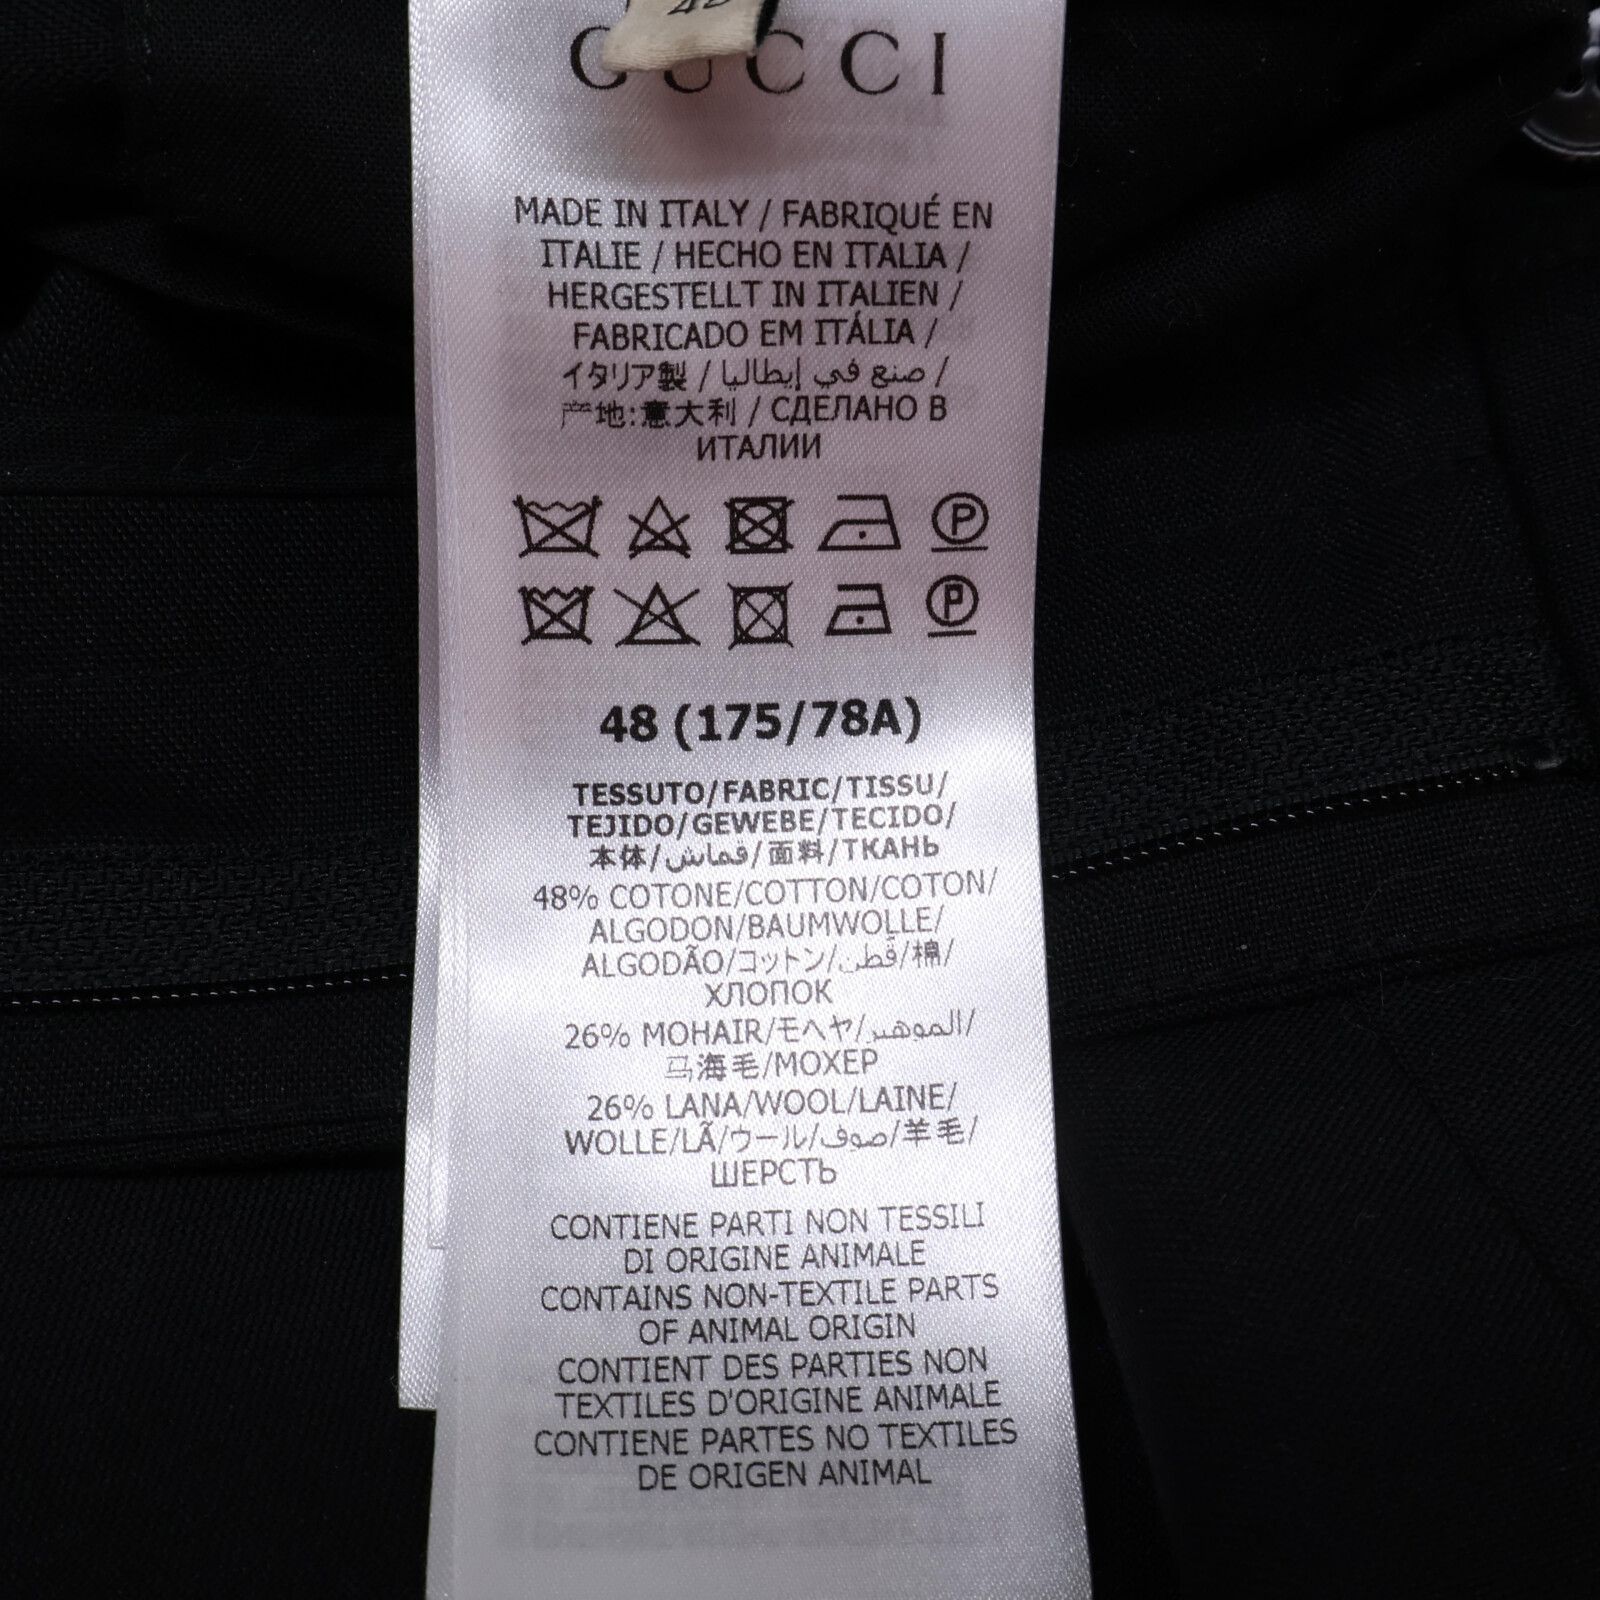 48
GUCCI
MADE IN ITALY / FABRIQUÉ EN
ITALIE / HECHO EN ITALIA /
HERGESTELLT IN ITALIEN /
FABRICADO EM ITÁLIA /
イタリア製 / صنع في إيطاليا /
产地:意大利 / СДЕЛАНО В
ИТАЛИИ
48 (175/78A)
TESSUTO/FABRIC/TISSU/
TEJIDO/GEWEBE/TECIDO/
本体/قماش/面料/ТКАНЬ
48% COTONE/COTTON/COTON/
ALGODON/BAUMWOLLE/
ALGODÃO/コットン/قطن/棉/
ХЛОПОК
26% MOHAIR/モヘヤ/الموهير/
马海毛/МОХЕР
26% LANA/WOOL/LAINE/
WOLLE/LÃ/ウール/صوف/羊毛/
ШЕРСТЬ
CONTIENE PARTI NON TESSILI
DI ORIGINE ANIMALE
CONTAINS NON-TEXTILE PARTS
OF ANIMAL ORIGIN
CONTIENT DES PARTIES NON
TEXTILES D'ORIGINE ANIMALE
CONTIENE PARTES NO TEXTILES
DE ORIGEN ANIMAL